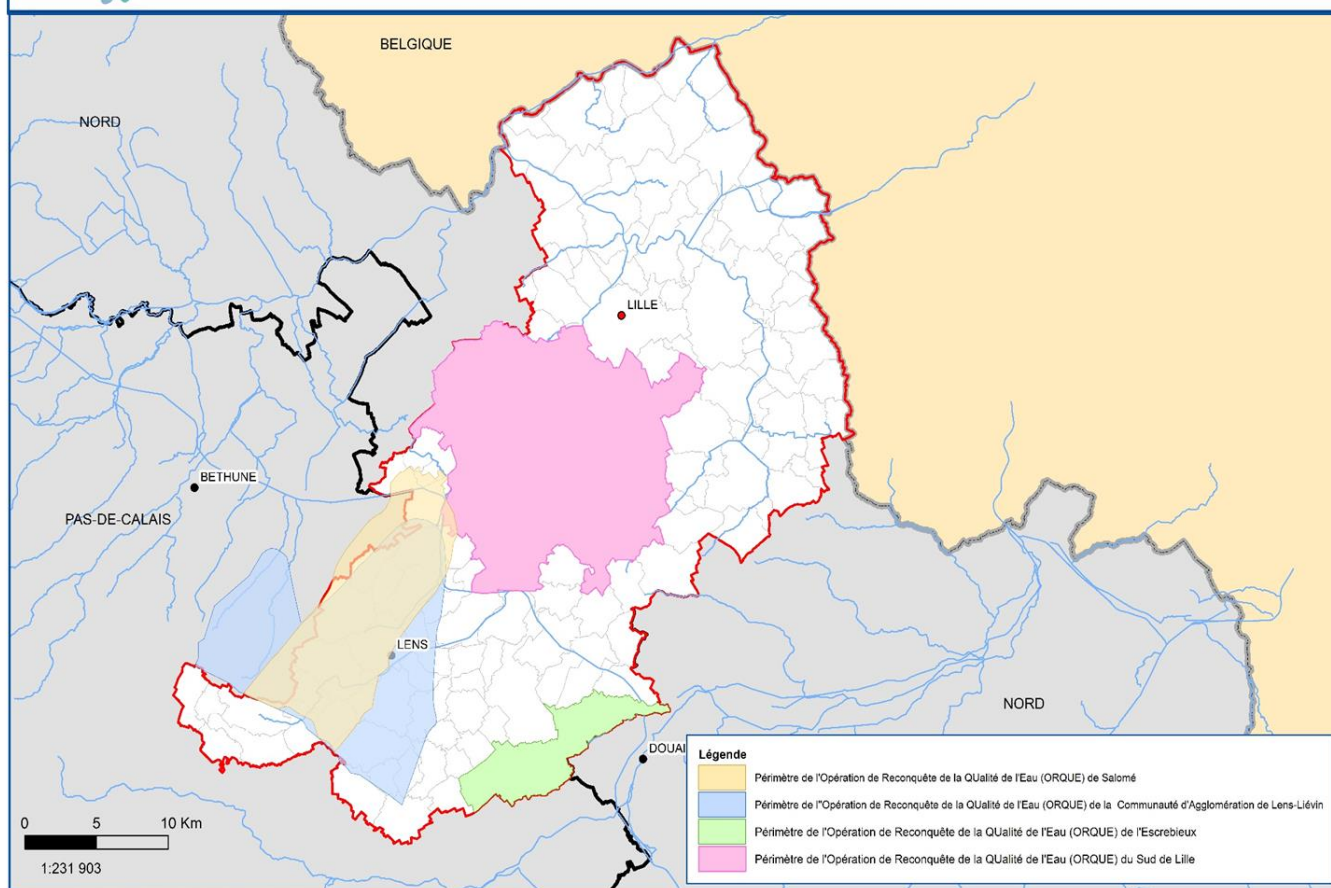 BELGIQUE
NORD
LILLE
BETHUNE
PAS-DE-CALAIS
LENS
NORD
DOUAI
Légende
Périmètre de l'Opération de Reconquête de la QUalité de l'Eau (ORQUE) de Salomé
Périmètre de l"Opération de Reconquête de la QUalité de l'Eau (ORQUE) de la Communauté d'Agglomération de Lens-Liévin
Périmètre de l'Opération de Reconquête de la QUalité de l'Eau (ORQUE) de l'Escrebieux
Périmètre de l'Opération de Reconquête de la QUalité de l'Eau (ORQUE) du Sud de Lille
0 5 10 Km
1:231 903